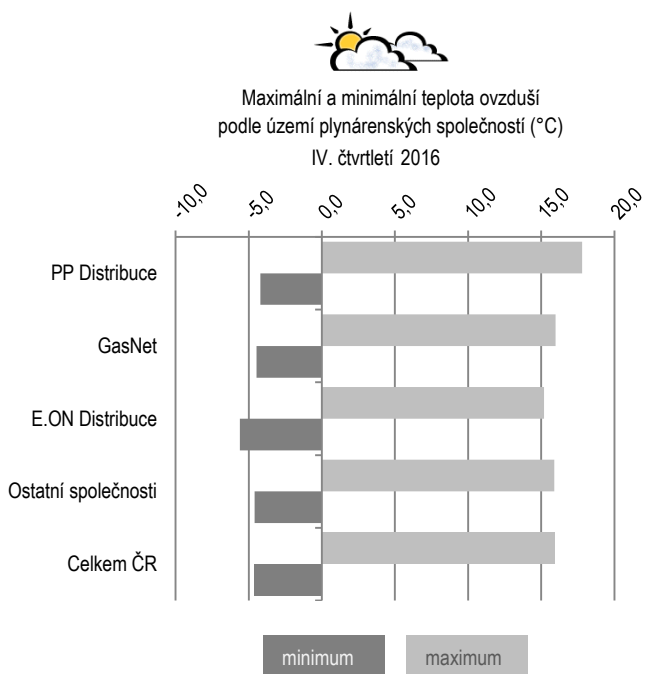 Maximální a minimální teplota ovzduší
podle území plynárenských společností (°C)
IV. čtvrtletí 2016
-10,0 -5,0 0,0 5,0 10,0 15,0 20,0
PP Distribuce
GasNet
E.ON Distribuce
Ostatní společnosti
Celkem ČR
minimum maximum